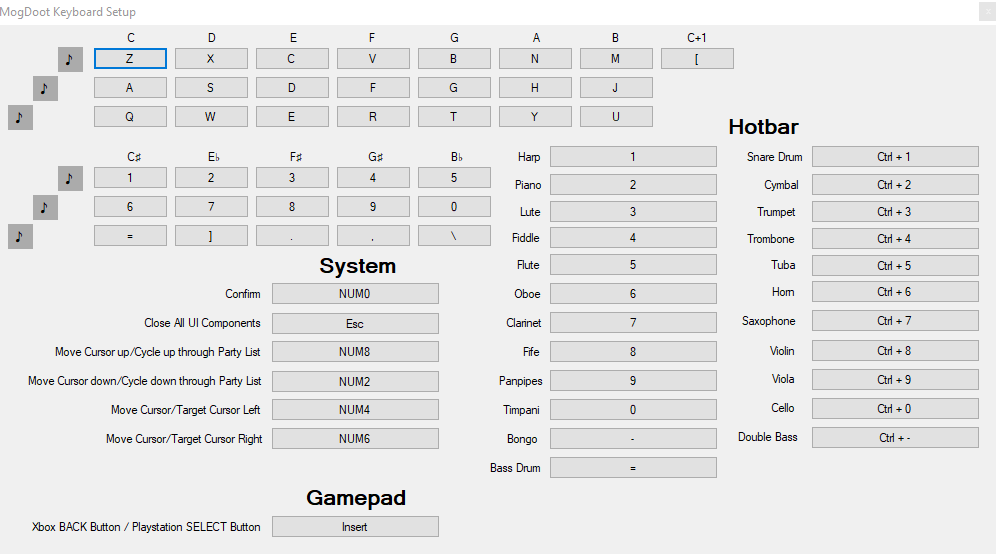 MogDoot Keyboard Setup
x
C D E F G A B C+1
♪ Z X C V B N M [
♪ A S D F G H J
♪ Q W E R T Y U
Hotbar
C♯ E♭ F♯ G♯ B♭
♪ 1 2 3 4 5
♪ 6 7 8 9 0
♪ = ] . , \
Harp 1
Piano 2
Lute 3
Fiddle 4
Flute 5
Oboe 6
Clarinet 7
Fife 8
Panpipes 9
Timpani 0
Bongo -
Bass Drum =
Snare Drum Ctrl + 1
Cymbal Ctrl + 2
Trumpet Ctrl + 3
Trombone Ctrl + 4
Tuba Ctrl + 5
Horn Ctrl + 6
Saxophone Ctrl + 7
Violin Ctrl + 8
Viola Ctrl + 9
Cello Ctrl + 0
Double Bass Ctrl + -
System
Confirm NUM0
Close All UI Components Esc
Move Cursor up/Cycle up through Party List NUM8
Move Cursor down/Cycle down through Party List NUM2
Move Cursor/Target Cursor Left NUM4
Move Cursor/Target Cursor Right NUM6
Gamepad
Xbox BACK Button / Playstation SELECT Button Insert